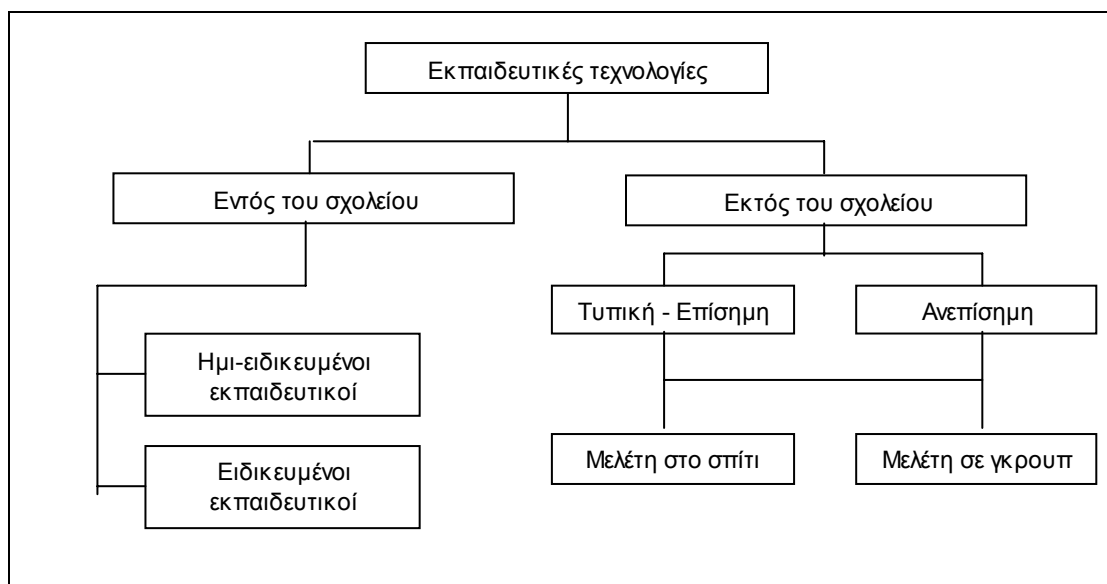 Εκπαιδευτικές τεχνολογίες
Εντός του σχολείου
Εκτός του σχολείου
Τυπική - Επίσημη
Ανεπίσημη
Ημι-ειδικευμένοι
εκπαιδευτικοί
Ειδικευμένοι
εκπαιδευτικοί
Μελέτη στο σπίτι
Μελέτη σε γκρουπ